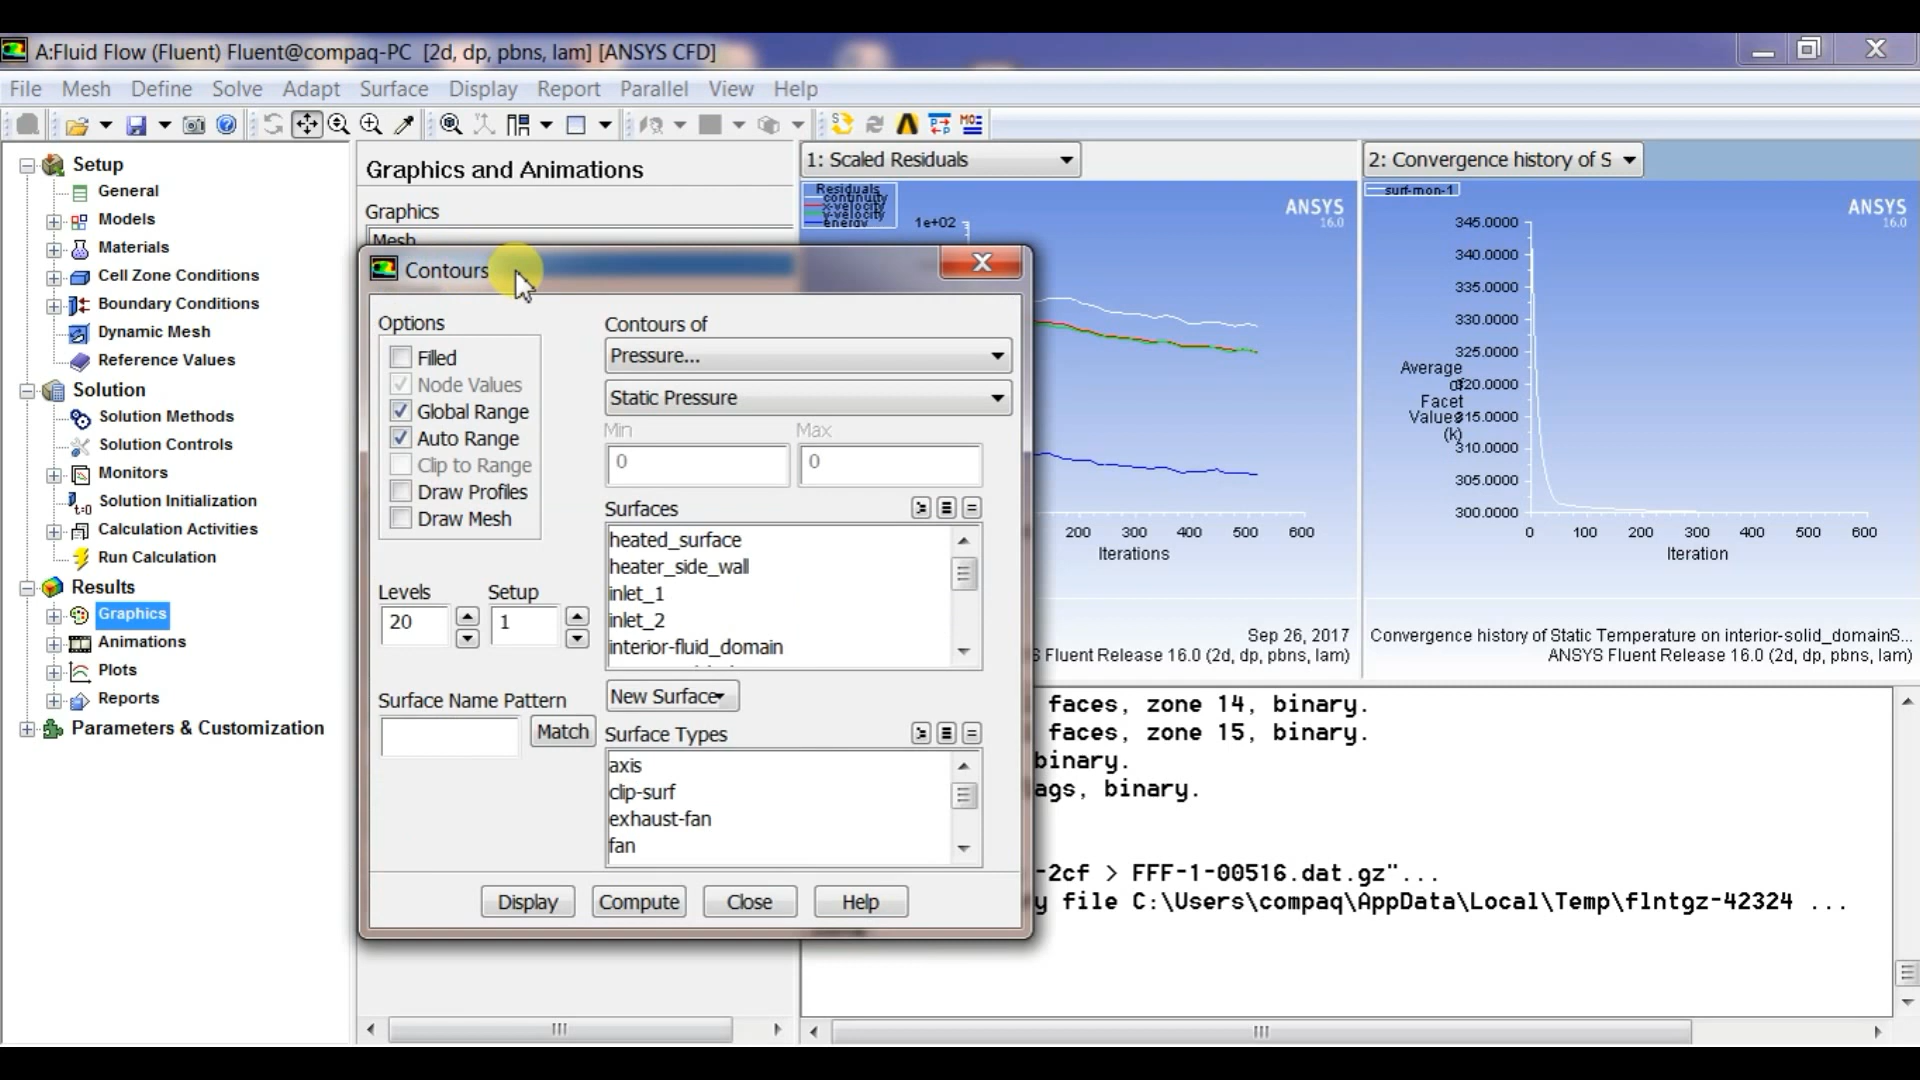 A:Fluid Flow (Fluent) Fluent@compaq-PC [2d, dp, pbns, lam] [ANSYS CFD]
File Mesh Define Solve Adapt Surface Display Report Parallel View Help
Setup
General
Models
Materials
Cell Zone Conditions
Boundary Conditions
Dynamic Mesh
Reference Values
Solution
Solution Methods
Solution Controls
Monitors
Solution Initialization
Calculation Activities
Run Calculation
Results
Graphics
Animations
Plots
Reports
Parameters & Customization
Graphics and Animations
Graphics
Mesh
Contours
Options
Filled
Node Values
Global Range
Auto Range
Clip to Range
Draw Profiles
Draw Mesh
Levels
20
Setup
1
Surface Name Pattern
Match
Contours of
Pressure...
Static Pressure
Min
Max
0
0
Surfaces
heated_surface
heater_side_wall
inlet_1
inlet_2
interior-fluid_domain
New Surface
Surface Types
axis
clip-surf
exhaust-fan
fan
Display
Compute
Close
Help
1: Scaled Residuals
Residuals
continuity
x-velocity
y-velocity
energy
1e+02
ANSYS
16.0
200 300 400 500 600
Iterations
Sep 26, 2017
S Fluent Release 16.0 (2d, dp, pbns, lam)
2: Convergence history of S
surf-mon-1
ANSYS
16.0
345.0000
340.0000
335.0000
330.0000
325.0000
320.0000
315.0000
310.0000
305.0000
300.0000
Average
of
Facet
Values
(k)
0 100 200 300 400 500 600
Iteration
Convergence history of Static Temperature on interior-solid_domainS...
ANSYS Fluent Release 16.0 (2d, dp, pbns, lam)
faces, zone 14, binary.
faces, zone 15, binary.
binary.
ags, binary.
-2cf > FFF-1-00516.dat.gz"...
y file C:\Users\compaq\AppData\Local\Temp\flntgz-42324 ...